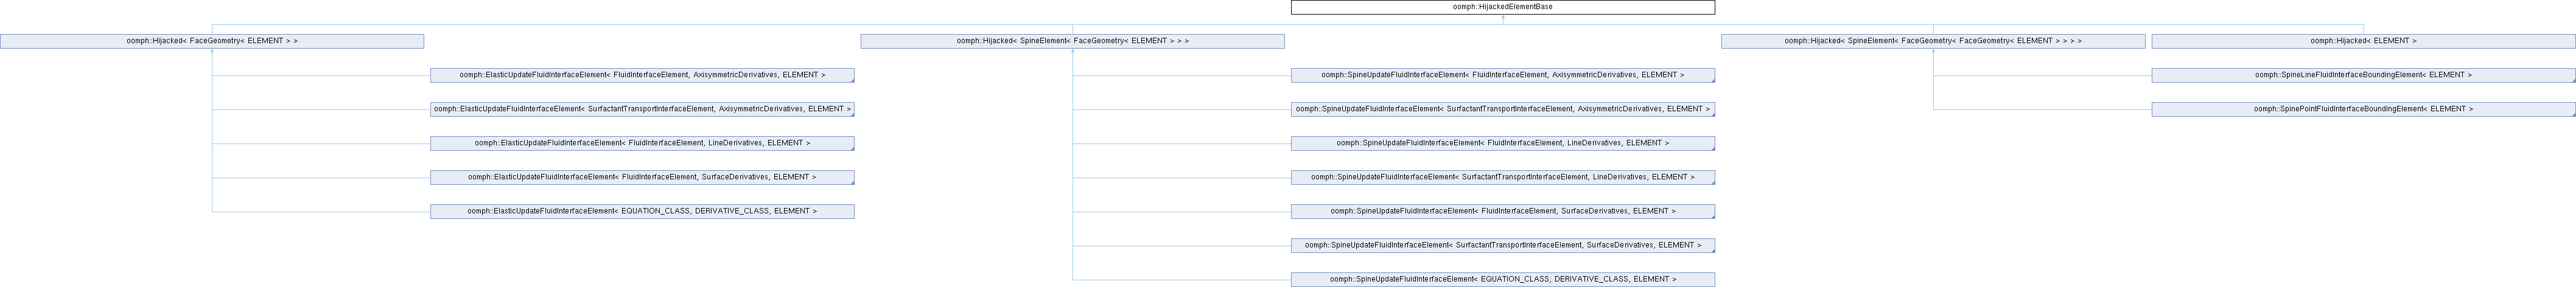 oomph::HijackedElementBase
oomph::Hijacked< FaceGeometry< ELEMENT > >
oomph::Hijacked< SpineElement< FaceGeometry< ELEMENT > > >
oomph::Hijacked< SpineElement< FaceGeometry< FaceGeometry< ELEMENT > > > >
oomph::Hijacked< ELEMENT >
oomph::ElasticUpdateFluidInterfaceElement< FluidInterfaceElement, AxisymmetricDerivatives, ELEMENT >
oomph::SpineUpdateFluidInterfaceElement< FluidInterfaceElement, AxisymmetricDerivatives, ELEMENT >
oomph::SpineLineFluidInterfaceBoundingElement< ELEMENT >
oomph::ElasticUpdateFluidInterfaceElement< SurfactantTransportInterfaceElement, AxisymmetricDerivatives, ELEMENT >
oomph::SpineUpdateFluidInterfaceElement< SurfactantTransportInterfaceElement, AxisymmetricDerivatives, ELEMENT >
oomph::SpinePointFluidInterfaceBoundingElement< ELEMENT >
oomph::ElasticUpdateFluidInterfaceElement< FluidInterfaceElement, LineDerivatives, ELEMENT >
oomph::SpineUpdateFluidInterfaceElement< FluidInterfaceElement, LineDerivatives, ELEMENT >
oomph::ElasticUpdateFluidInterfaceElement< FluidInterfaceElement, SurfaceDerivatives, ELEMENT >
oomph::SpineUpdateFluidInterfaceElement< SurfactantTransportInterfaceElement, LineDerivatives, ELEMENT >
oomph::ElasticUpdateFluidInterfaceElement< EQUATION_CLASS, DERIVATIVE_CLASS, ELEMENT >
oomph::SpineUpdateFluidInterfaceElement< FluidInterfaceElement, SurfaceDerivatives, ELEMENT >
oomph::SpineUpdateFluidInterfaceElement< SurfactantTransportInterfaceElement, SurfaceDerivatives, ELEMENT >
oomph::SpineUpdateFluidInterfaceElement< EQUATION_CLASS, DERIVATIVE_CLASS, ELEMENT >